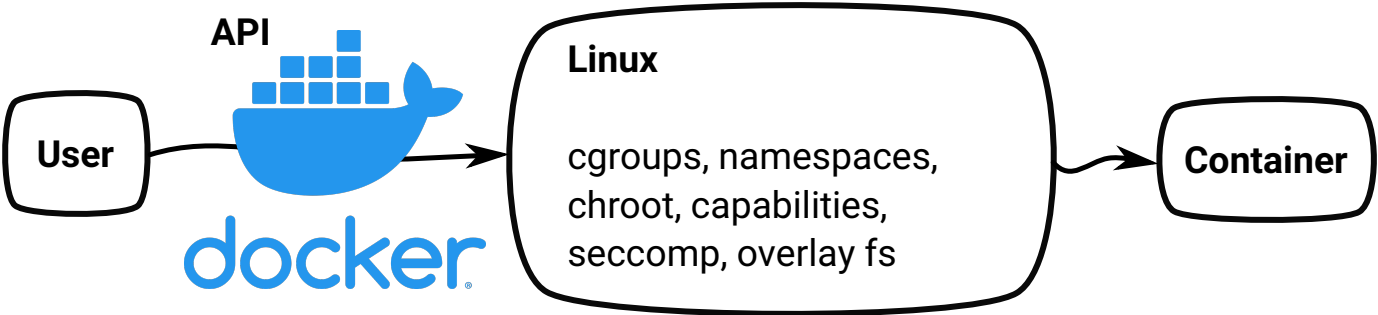 API
User
docker®
Linux
cgroups, namespaces,
chroot, capabilities,
seccomp, overlay fs
Container